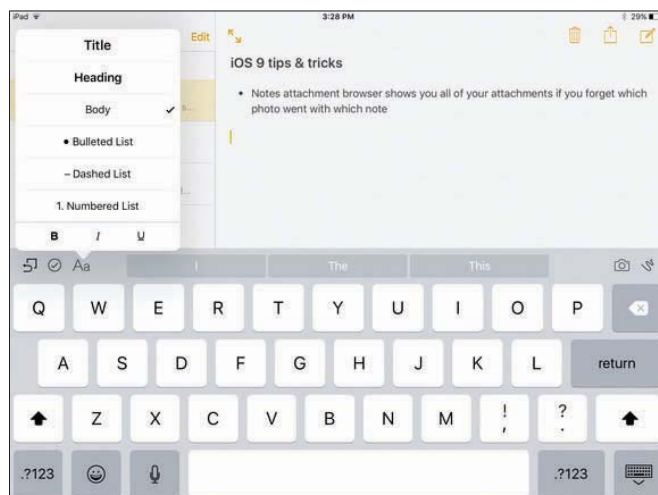 iPad
3:28 PM
29%
Edit
Title
Heading
Body
• Bulleted List
– Dashed List
1. Numbered List
B I U
iOS 9 tips & tricks
• Notes attachment browser shows you all of your attachments if you forget which
photo went with which note
Aa
I The This
Q W E R T Y U I O P
A S D F G H J K L return
Z X C V B N M ! , ? .
.?123 .?123